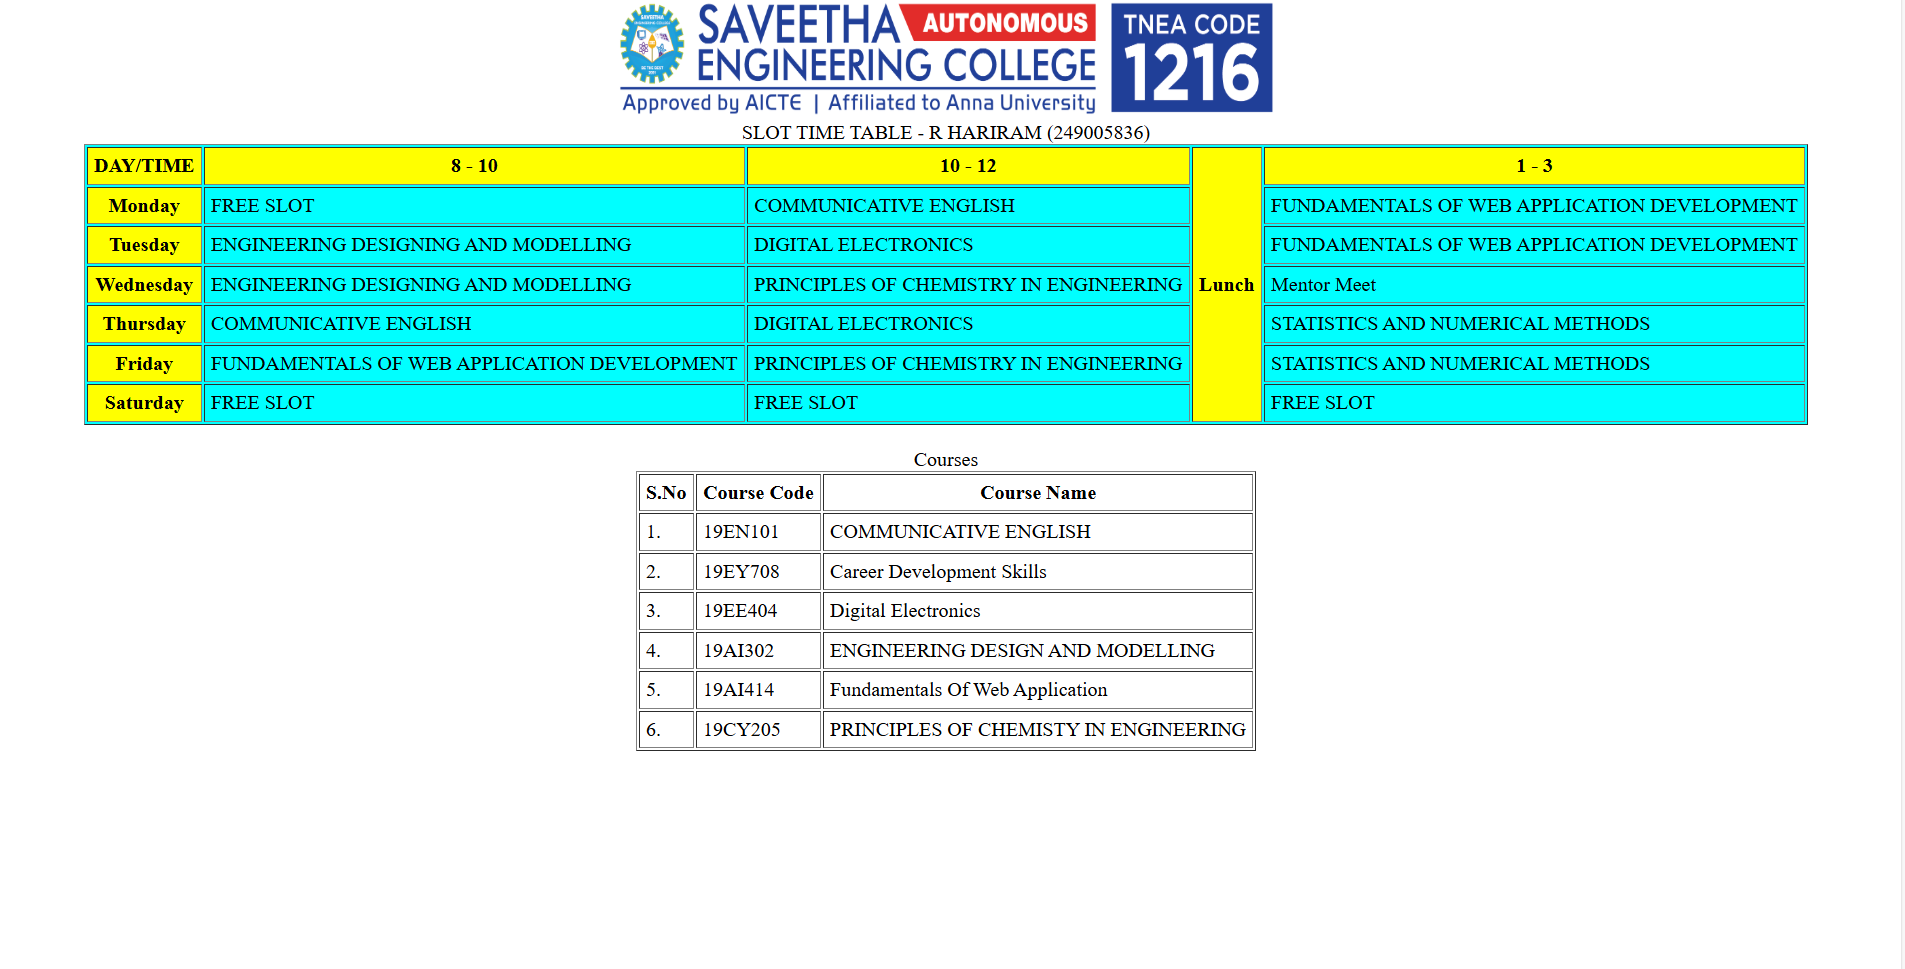 SAVEETHA AUTONOMOUS
ENGINEERING COLLEGE
Approved by AICTE | Affiliated to Anna University
TNEA CODE
1216
SLOT TIME TABLE - R HARIRAM (249005836)
DAY/TIME 8 - 10 10 - 12 Lunch 1 - 3
Monday FREE SLOT COMMUNICATIVE ENGLISH FUNDAMENTALS OF WEB APPLICATION DEVELOPMENT
Tuesday ENGINEERING DESIGNING AND MODELLING DIGITAL ELECTRONICS FUNDAMENTALS OF WEB APPLICATION DEVELOPMENT
Wednesday ENGINEERING DESIGNING AND MODELLING PRINCIPLES OF CHEMISTRY IN ENGINEERING Mentor Meet
Thursday COMMUNICATIVE ENGLISH DIGITAL ELECTRONICS STATISTICS AND NUMERICAL METHODS
Friday FUNDAMENTALS OF WEB APPLICATION DEVELOPMENT PRINCIPLES OF CHEMISTRY IN ENGINEERING STATISTICS AND NUMERICAL METHODS
Saturday FREE SLOT FREE SLOT FREE SLOT
Courses
S.No Course Code Course Name
1. 19EN101 COMMUNICATIVE ENGLISH
2. 19EY708 Career Development Skills
3. 19EE404 Digital Electronics
4. 19AI302 ENGINEERING DESIGN AND MODELLING
5. 19AI414 Fundamentals Of Web Application
6. 19CY205 PRINCIPLES OF CHEMISTY IN ENGINEERING